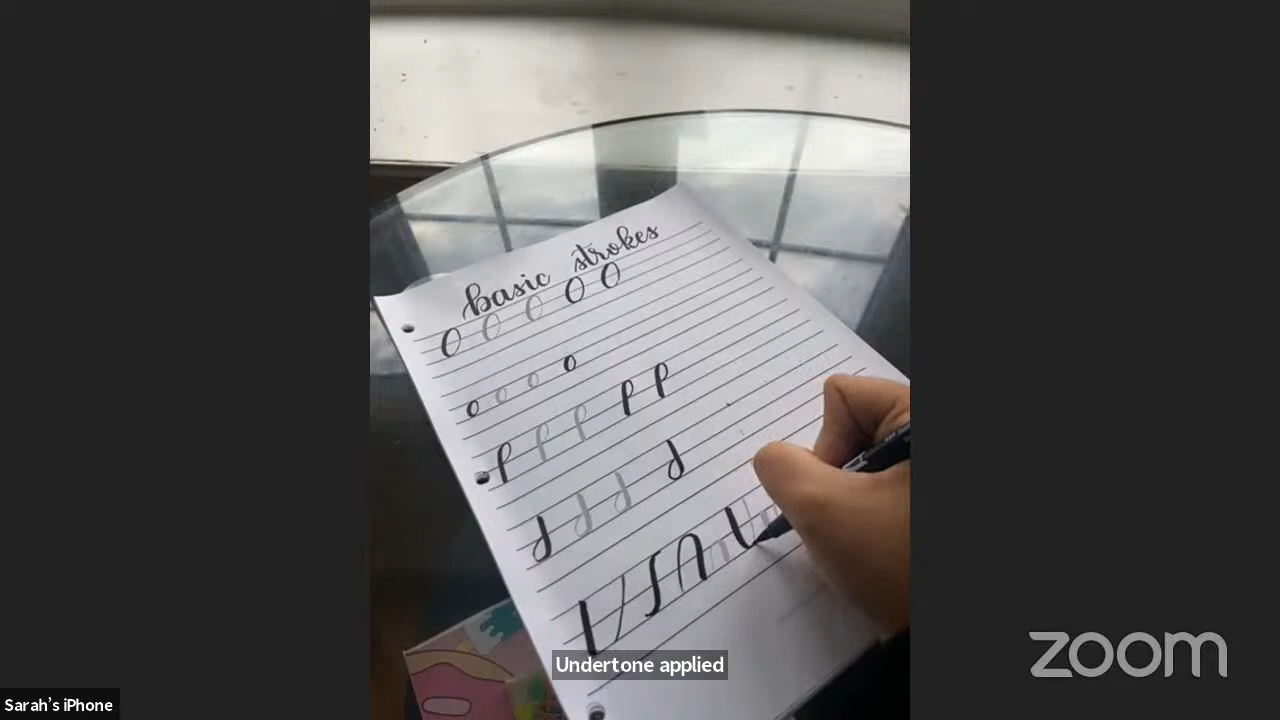 basic strokes
O O O O O
o o o o
p p p p p
d d d d
Undertone applied
zoom
Sarah's iPhone